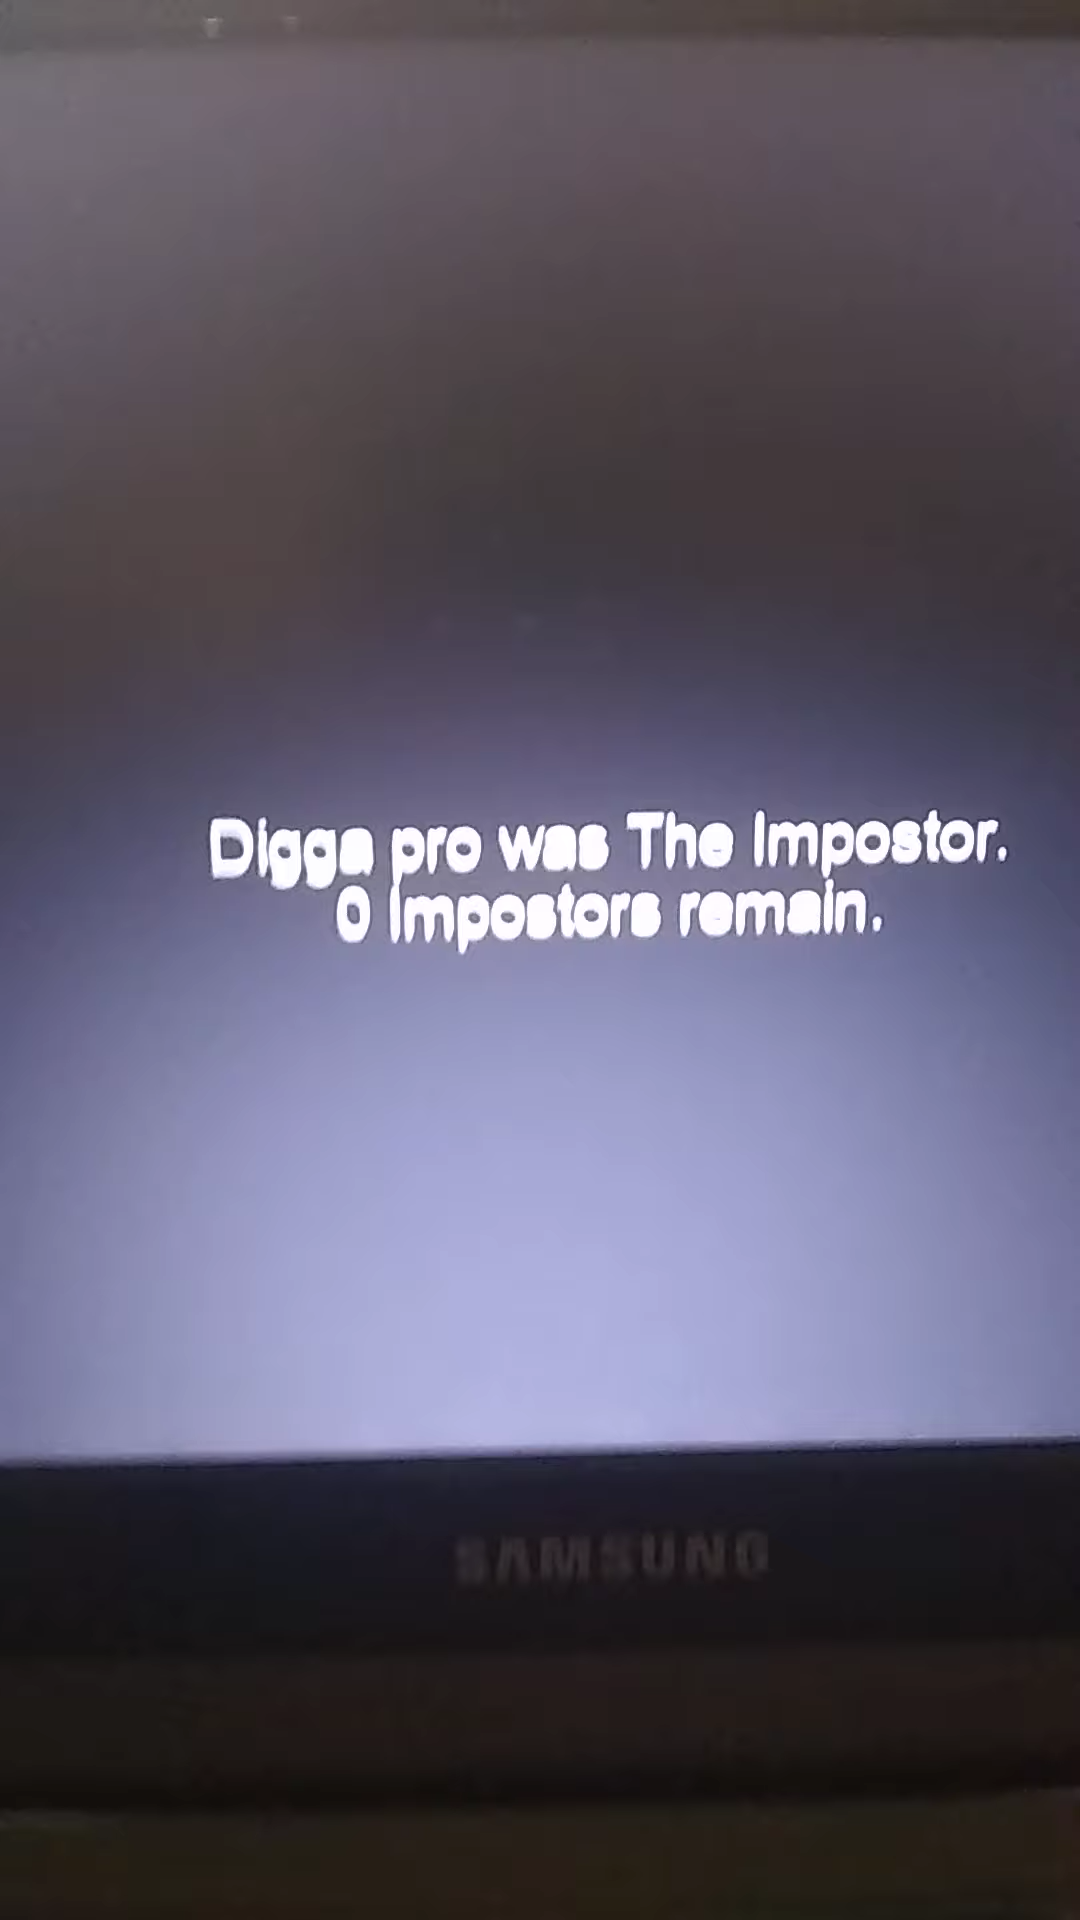 Digga pro was The Impostor.
0 Impostors remain.
SAMSUNG